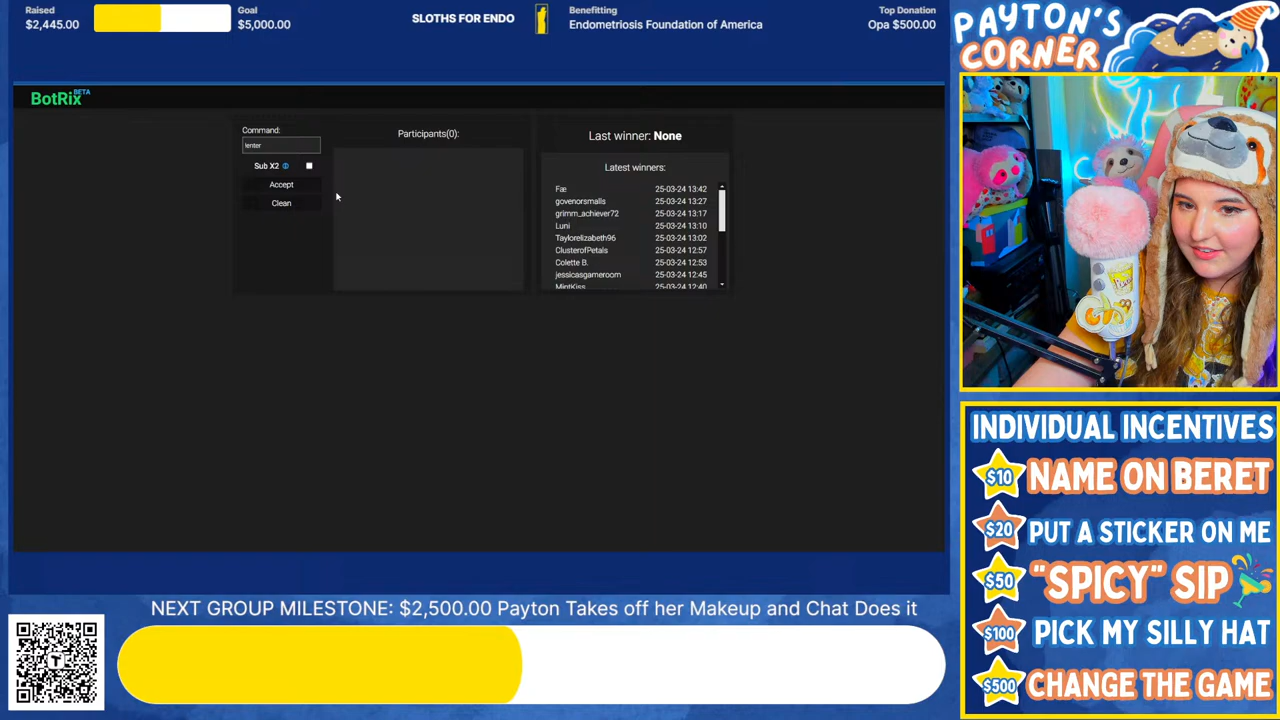 Raised
$2,445.00
Goal
$5,000.00
SLOTHS FOR ENDO
Benefitting
Endometriosis Foundation of America
Top Donation
Opa $500.00
PAYTON'S
CORNER
BotRix BETA
Command:
!enter
Sub X2
Accept
Clean
Participants(0):
Last winner: None
Latest winners:
Fæ 25-03-24 13:42
govenorsmalls 25-03-24 13:27
grimm_achiever72 25-03-24 13:17
Luni 25-03-24 13:10
Taylorelizabeth96 25-03-24 13:02
ClusterofPetals 25-03-24 12:57
Colette B. 25-03-24 12:53
jessicasgameroom 25-03-24 12:45
MintKiss 25-03-24 12:40
INDIVIDUAL INCENTIVES
$10 NAME ON BERET
$20 PUT A STICKER ON ME
$50 "SPICY" SIP
$100 PICK MY SILLY HAT
$500 CHANGE THE GAME
NEXT GROUP MILESTONE: $2,500.00 Payton Takes off her Makeup and Chat Does it